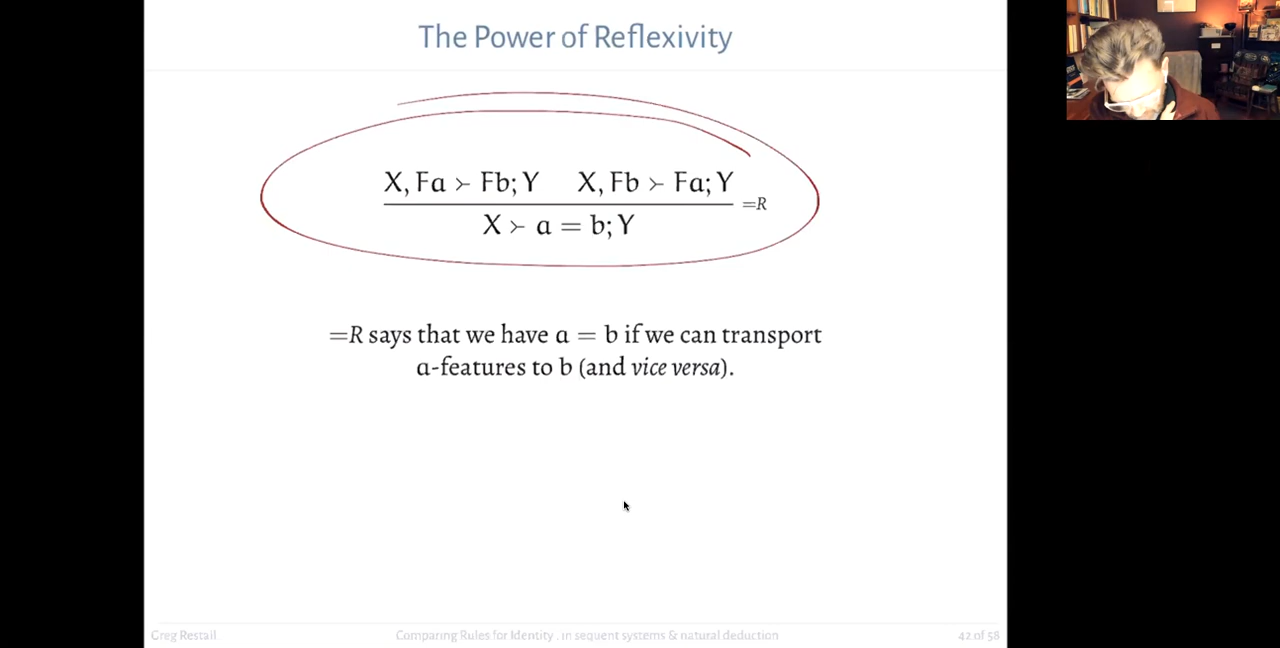 The Power of Reflexivity
X, Fa ≻ Fb; Y X, Fb ≻ Fa; Y
=R
X ≻ a = b; Y
=R says that we have a = b if we can transport
a-features to b (and vice versa).
Greg Restall Comparing Rules for Identity . in sequent systems & natural deduction 42 of 58